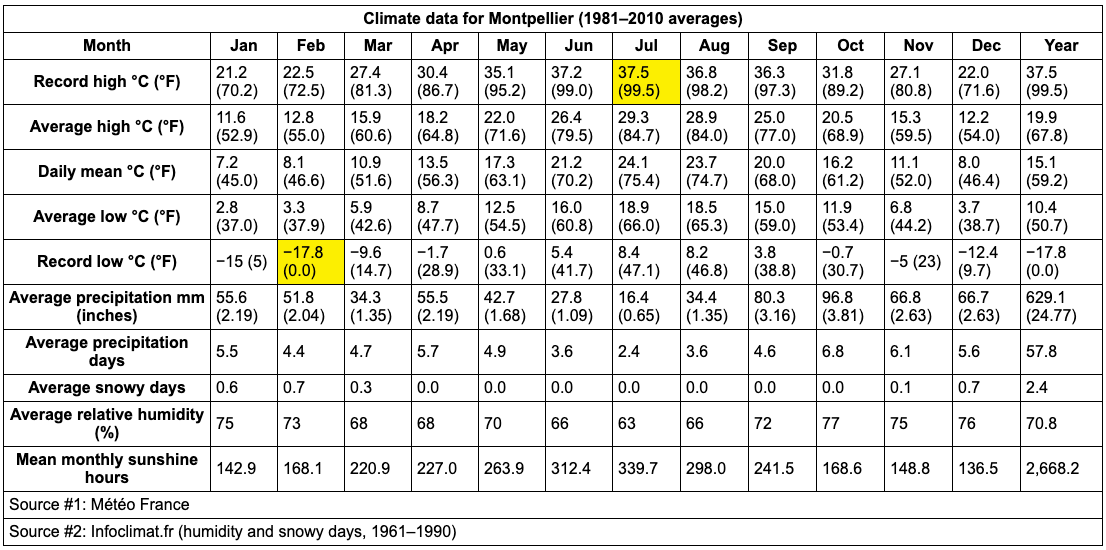 Climate data for Montpellier (1981–2010 averages)
Month Jan Feb Mar Apr May Jun Jul Aug Sep Oct Nov Dec Year
Record high °C (°F) 21.2 (70.2) 22.5 (72.5) 27.4 (81.3) 30.4 (86.7) 35.1 (95.2) 37.2 (99.0) 37.5 (99.5) 36.8 (98.2) 36.3 (97.3) 31.8 (89.2) 27.1 (80.8) 22.0 (71.6) 37.5 (99.5)
Average high °C (°F) 11.6 (52.9) 12.8 (55.0) 15.9 (60.6) 18.2 (64.8) 22.0 (71.6) 26.4 (79.5) 29.3 (84.7) 28.9 (84.0) 25.0 (77.0) 20.5 (68.9) 15.3 (59.5) 12.2 (54.0) 19.9 (67.8)
Daily mean °C (°F) 7.2 (45.0) 8.1 (46.6) 10.9 (51.6) 13.5 (56.3) 17.3 (63.1) 21.2 (70.2) 24.1 (75.4) 23.7 (74.7) 20.0 (68.0) 16.2 (61.2) 11.1 (52.0) 8.0 (46.4) 15.1 (59.2)
Average low °C (°F) 2.8 (37.0) 3.3 (37.9) 5.9 (42.6) 8.7 (47.7) 12.5 (54.5) 16.0 (60.8) 18.9 (66.0) 18.5 (65.3) 15.0 (59.0) 11.9 (53.4) 6.8 (44.2) 3.7 (38.7) 10.4 (50.7)
Record low °C (°F) −15 (5) −17.8 (0.0) −9.6 (14.7) −1.7 (28.9) 0.6 (33.1) 5.4 (41.7) 8.4 (47.1) 8.2 (46.8) 3.8 (38.8) −0.7 (30.7) −5 (23) −12.4 (9.7) −17.8 (0.0)
Average precipitation mm (inches) 55.6 (2.19) 51.8 (2.04) 34.3 (1.35) 55.5 (2.19) 42.7 (1.68) 27.8 (1.09) 16.4 (0.65) 34.4 (1.35) 80.3 (3.16) 96.8 (3.81) 66.8 (2.63) 66.7 (2.63) 629.1 (24.77)
Average precipitation days 5.5 4.4 4.7 5.7 4.9 3.6 2.4 3.6 4.6 6.8 6.1 5.6 57.8
Average snowy days 0.6 0.7 0.3 0.0 0.0 0.0 0.0 0.0 0.0 0.0 0.1 0.7 2.4
Average relative humidity (%) 75 73 68 68 70 66 63 66 72 77 75 76 70.8
Mean monthly sunshine hours 142.9 168.1 220.9 227.0 263.9 312.4 339.7 298.0 241.5 168.6 148.8 136.5 2,668.2
Source #1: Météo France
Source #2: Infoclimat.fr (humidity and snowy days, 1961–1990)